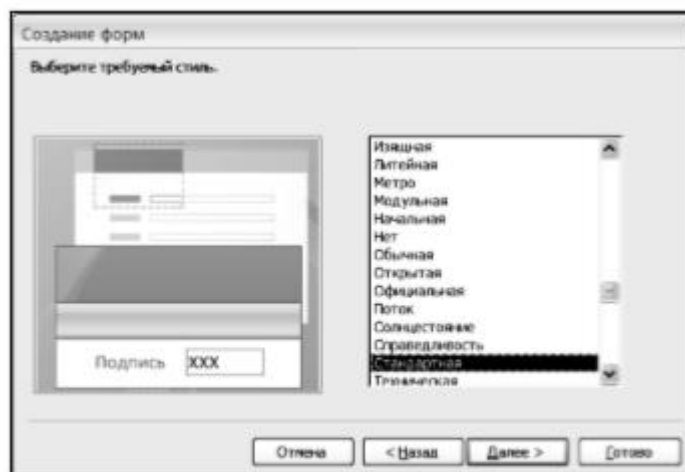 Создание форм
Выберите требуемый стиль.
Изящная
Литейная
Метро
Модульная
Начальная
Нет
Обычная
Открытая
Официальная
Поток
Солнцестояние
Справедливость
Стандартная
Техническая
Подпись XXX
Отмена
< Назад
Далее >
Готово